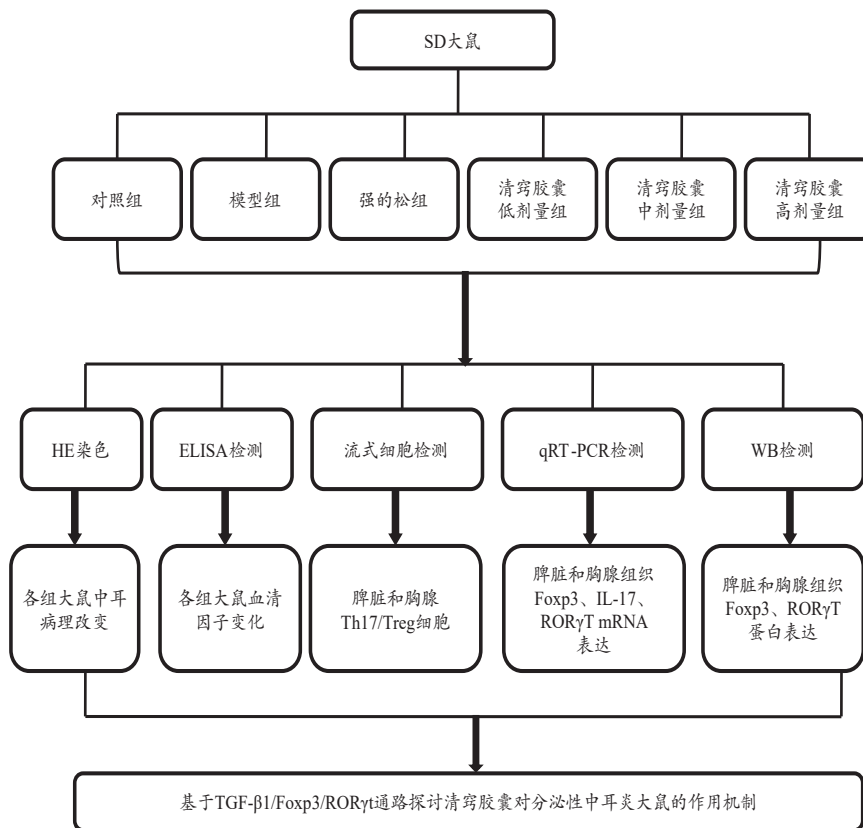 SD大鼠
对照组
模型组
强的松组
清窍胶囊
低剂量组
清窍胶囊
中剂量组
清窍胶囊
高剂量组
HE染色
ELISA检测
流式细胞检测
qRT-PCR检测
WB检测
各组大鼠中耳
病理改变
各组大鼠血清
因子变化
脾脏和胸腺
Th17/Treg细胞
脾脏和胸腺组织
Foxp3、IL-17、
RORγT mRNA
表达
脾脏和胸腺组织
Foxp3、RORγT
蛋白表达
基于TGF-β1/Foxp3/RORγt通路探讨清窍胶囊对分泌性中耳炎大鼠的作用机制